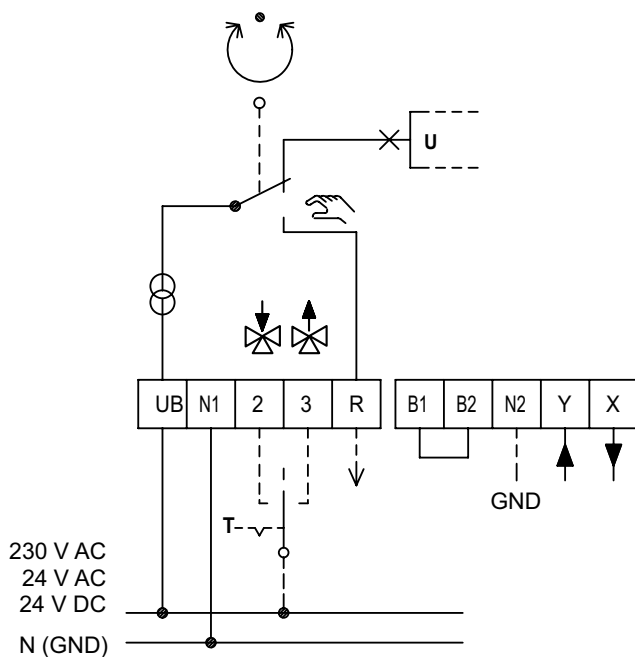 U
UB N1 2 3 R B1 B2 N2 Y X
GND
T
230 V AC
24 V AC
24 V DC
N (GND)